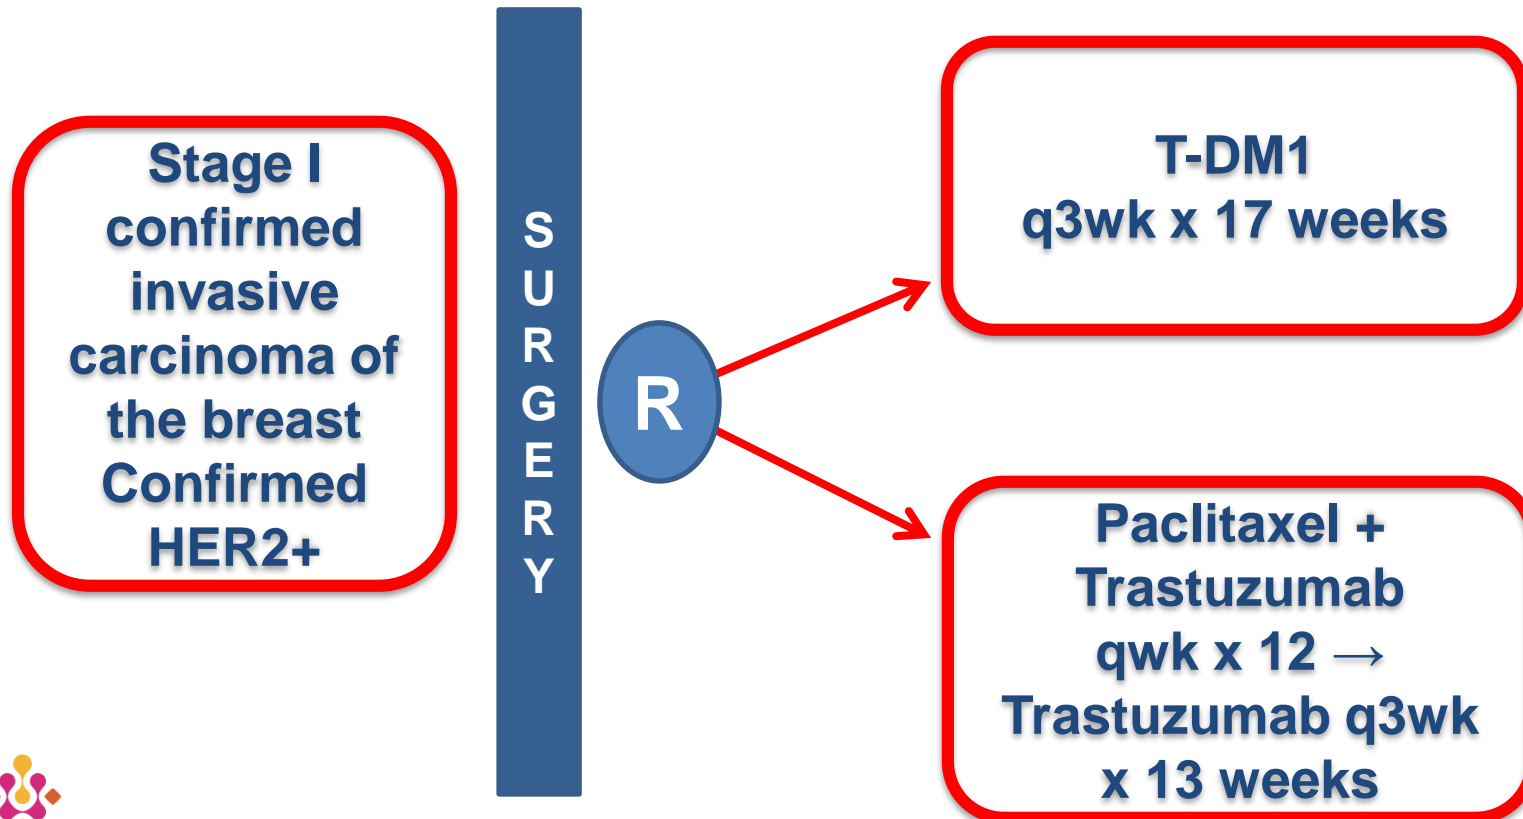 Stage I
confirmed
invasive
carcinoma of
the breast
Confirmed
HER2+
S
U
R
G
E
R
Y
R
T-DM1
q3wk x 17 weeks
Paclitaxel +
Trastuzumab
qwk x 12 →
Trastuzumab q3wk
x 13 weeks